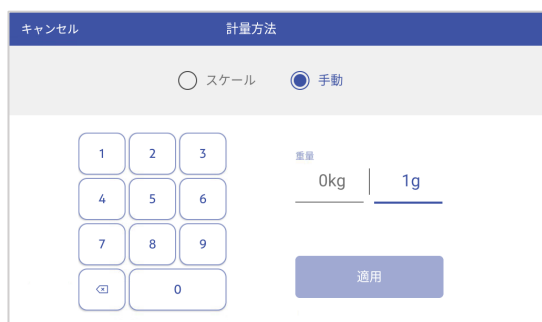 キャンセル 計量方法
スケール 手動
1 2 3
重量
0kg 1g
4 5 6
7 8 9
適用
0